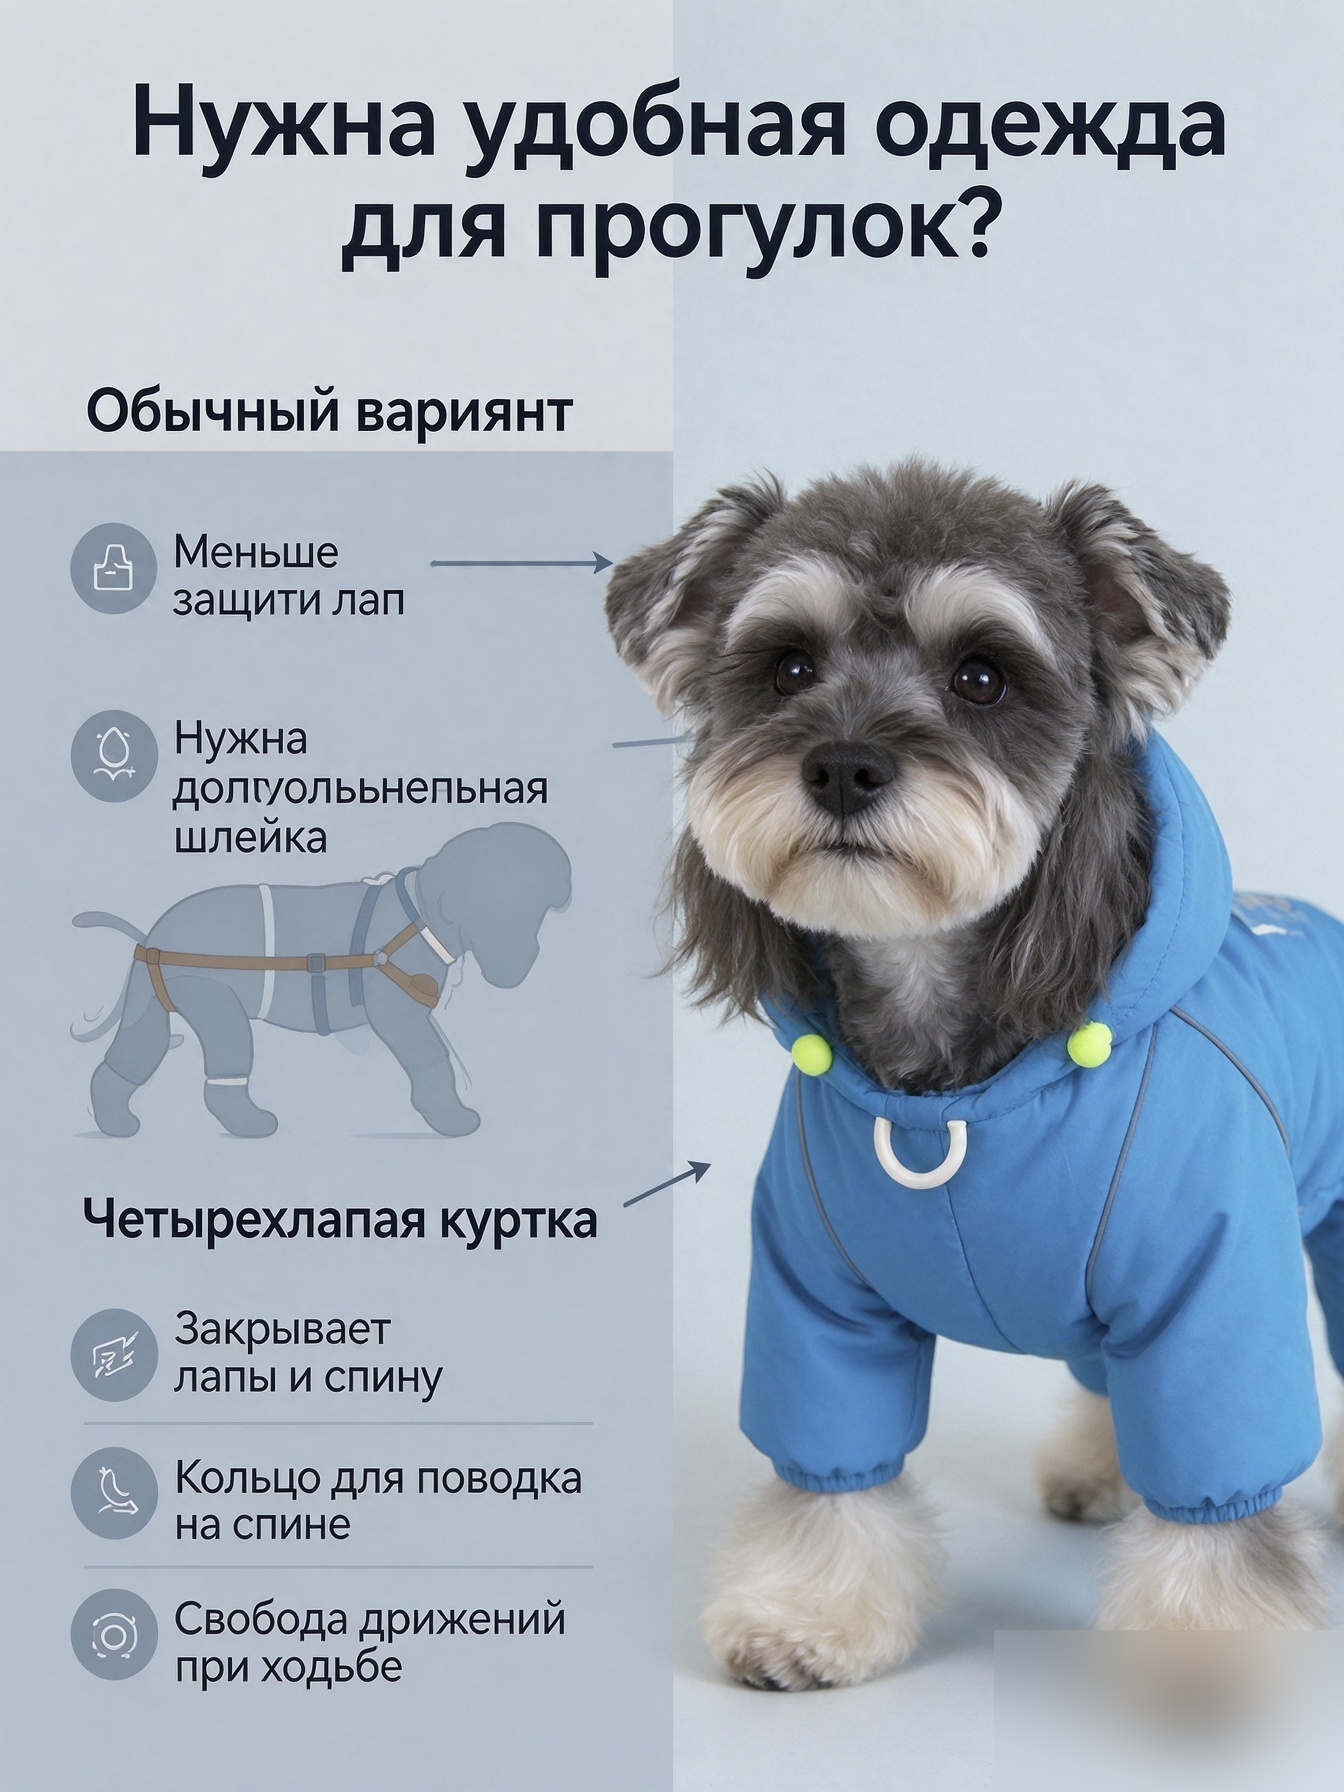 Нужна удобная одежда
для прогулок?
Обычный вариянт
Меньше
защити лап
Нужна
шлейка
Четырехлапая куртка
Закрывает
лапы и спину
Кольцо для поводка
на спине
Свобода дрижений
при ходьбе